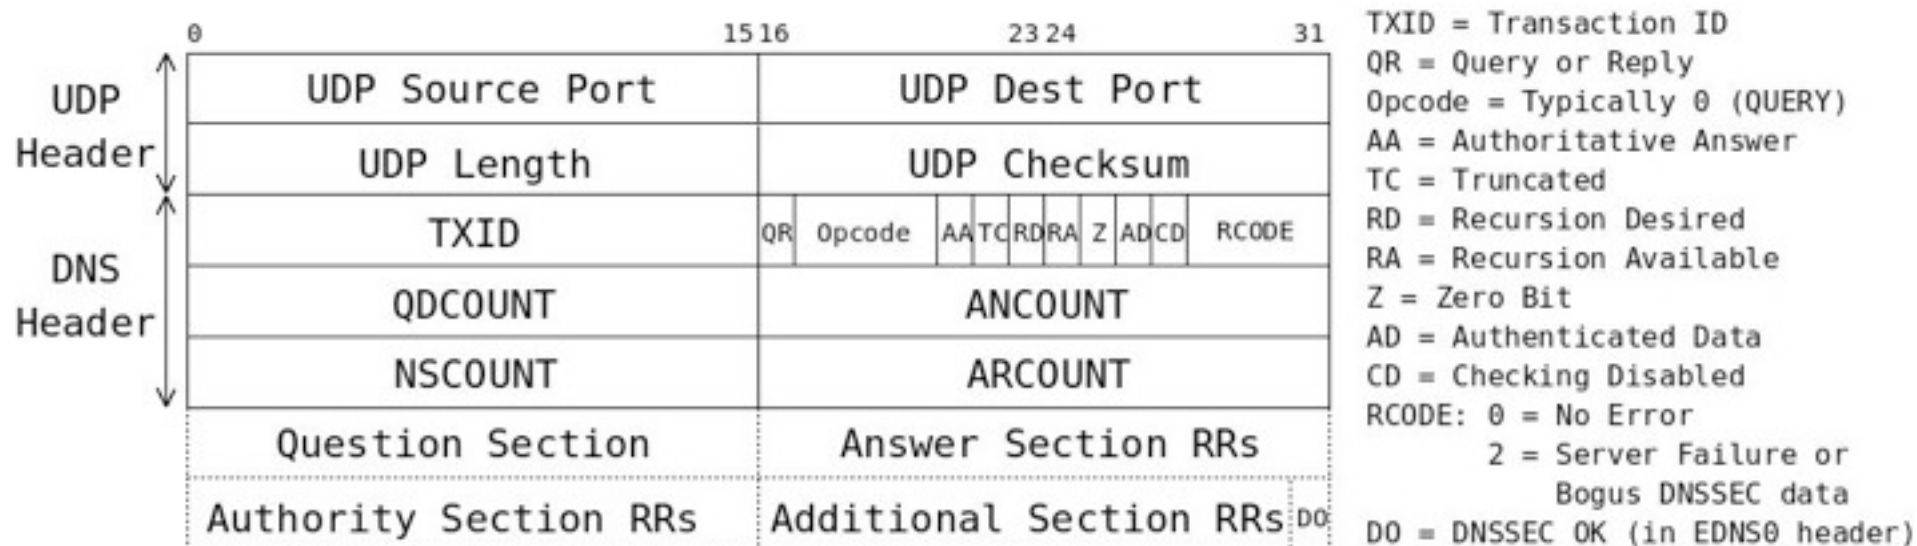 0 15 16 23 24 31
UDP Header
UDP Source Port UDP Dest Port
UDP Length UDP Checksum
DNS Header
TXID QR Opcode AA TC RD RA Z AD CD RCODE
QDCOUNT ANCOUNT
NSCOUNT ARCOUNT
Question Section Answer Section RRs
Authority Section RRs Additional Section RRs DO
TXID = Transaction ID
QR = Query or Reply
Opcode = Typically 0 (QUERY)
AA = Authoritative Answer
TC = Truncated
RD = Recursion Desired
RA = Recursion Available
Z = Zero Bit
AD = Authenticated Data
CD = Checking Disabled
RCODE: 0 = No Error
2 = Server Failure or
Bogus DNSSEC data
DO = DNSSEC OK (in EDNS0 header)